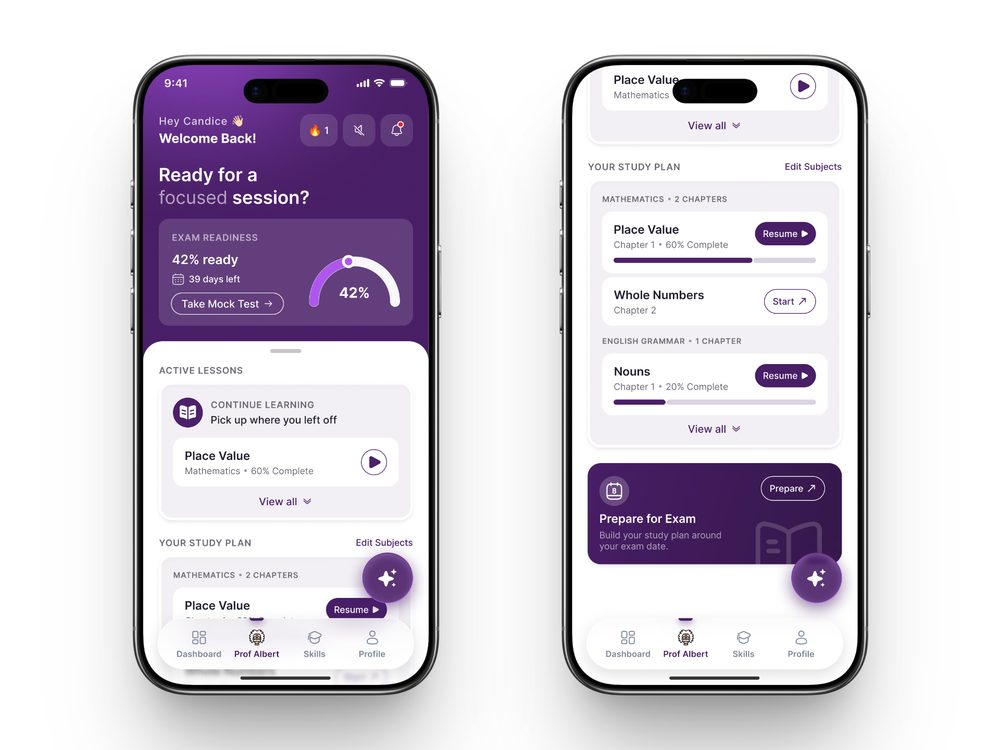 9:41
Hey Candice 👋🏻
Welcome Back!
🔥 1
Ready for a
focused session?
EXAM READINESS
42% ready
39 days left
Take Mock Test →
42%
ACTIVE LESSONS
CONTINUE LEARNING
Pick up where you left off
Place Value
Mathematics • 60% Complete
View all
YOUR STUDY PLAN
Edit Subjects
MATHEMATICS • 2 CHAPTERS
Place Value
Resume
Dashboard
Prof Albert
Skills
Profile
Place Value
Mathematics
View all
YOUR STUDY PLAN
Edit Subjects
MATHEMATICS • 2 CHAPTERS
Place Value
Chapter 1 • 60% Complete
Resume
Whole Numbers
Chapter 2
Start ↗
ENGLISH GRAMMAR • 1 CHAPTER
Nouns
Chapter 1 • 20% Complete
Resume
View all
8
Prepare ↗
Prepare for Exam
Build your study plan around
your exam date.
Dashboard
Prof Albert
Skills
Profile